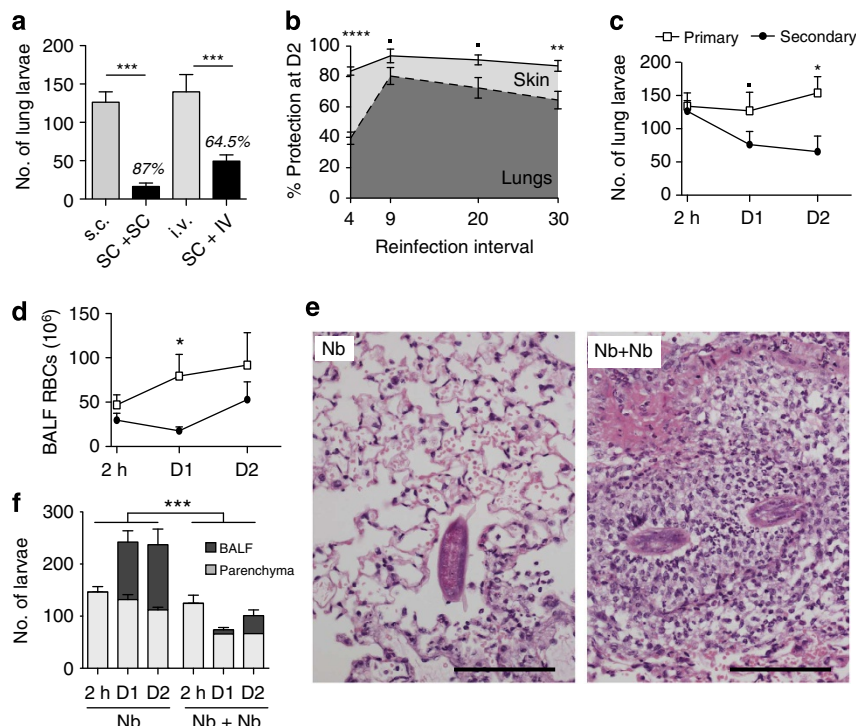 a
No. of lung larvae
200
150
100
50
0
***
***
87%
64.5%
s.c.
SC +SC
i.v.
SC + IV
b
% Protection at D2
100
80
60
40
20
0
****
**
Skin
Lungs
4
9
20
30
Reinfection interval
c
Primary
Secondary
No. of lung larvae
200
150
100
50
0
*
2 h
D1
D2
d
BALF RBCs (10⁶)
150
100
50
0
*
2 h
D1
D2
e
Nb
Nb+Nb
f
No. of larvae
300
200
100
0
***
BALF
Parenchyma
2 h D1 D2 2 h D1 D2
Nb
Nb + Nb